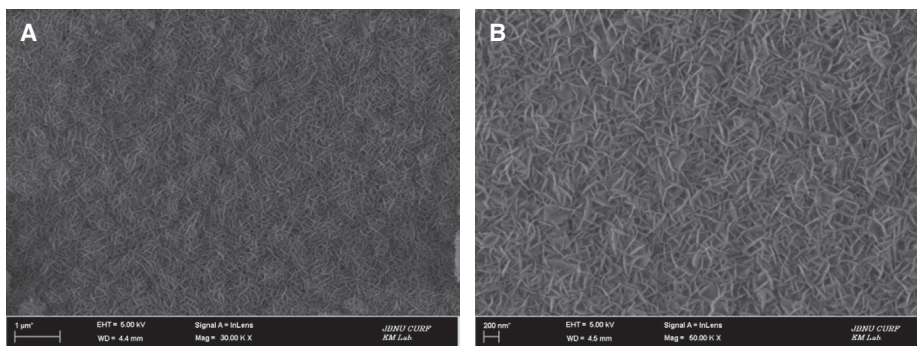 A
1 µm*
EHT = 5.00 kV
WD = 4.4 mm
Signal A = InLens
Mag = 30.00 K X
JBNU CURF
EM Lab
B
200 nm*
EHT = 5.00 kV
WD = 4.5 mm
Signal A = InLens
Mag = 50.00 K X
JBNU CURF
EM Lab